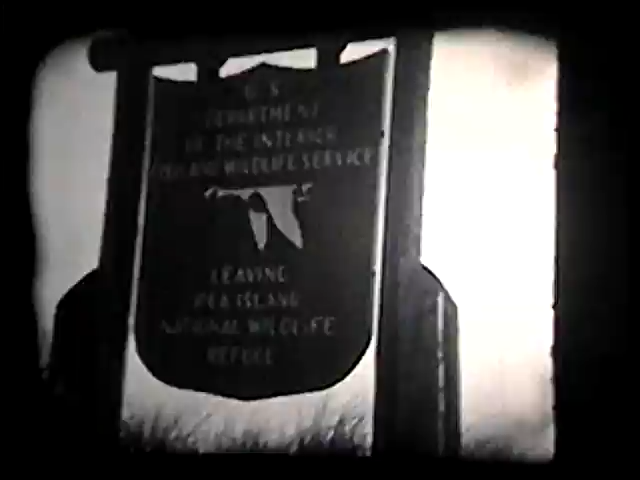 U.S.
DEPARTMENT
OF THE INTERIOR
FISH AND WILDLIFE SERVICE
LEAVING
PEA ISLAND
NATIONAL WILDLIFE
REFUGE